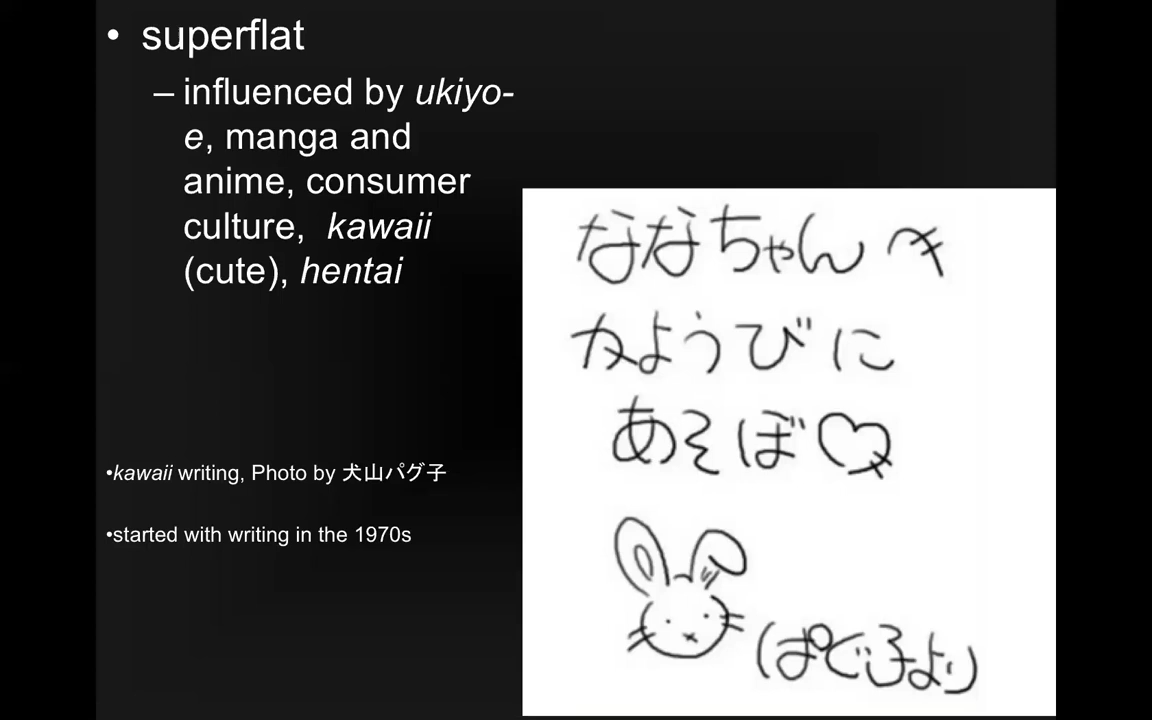 • superflat
– influenced by ukiyo-
e, manga and
anime, consumer
culture, kawaii
(cute), hentai
•kawaii writing, Photo by 犬山パグ子
•started with writing in the 1970s
ななちゃんへ
かようびに
あそぼ♡
ぱぐ子より